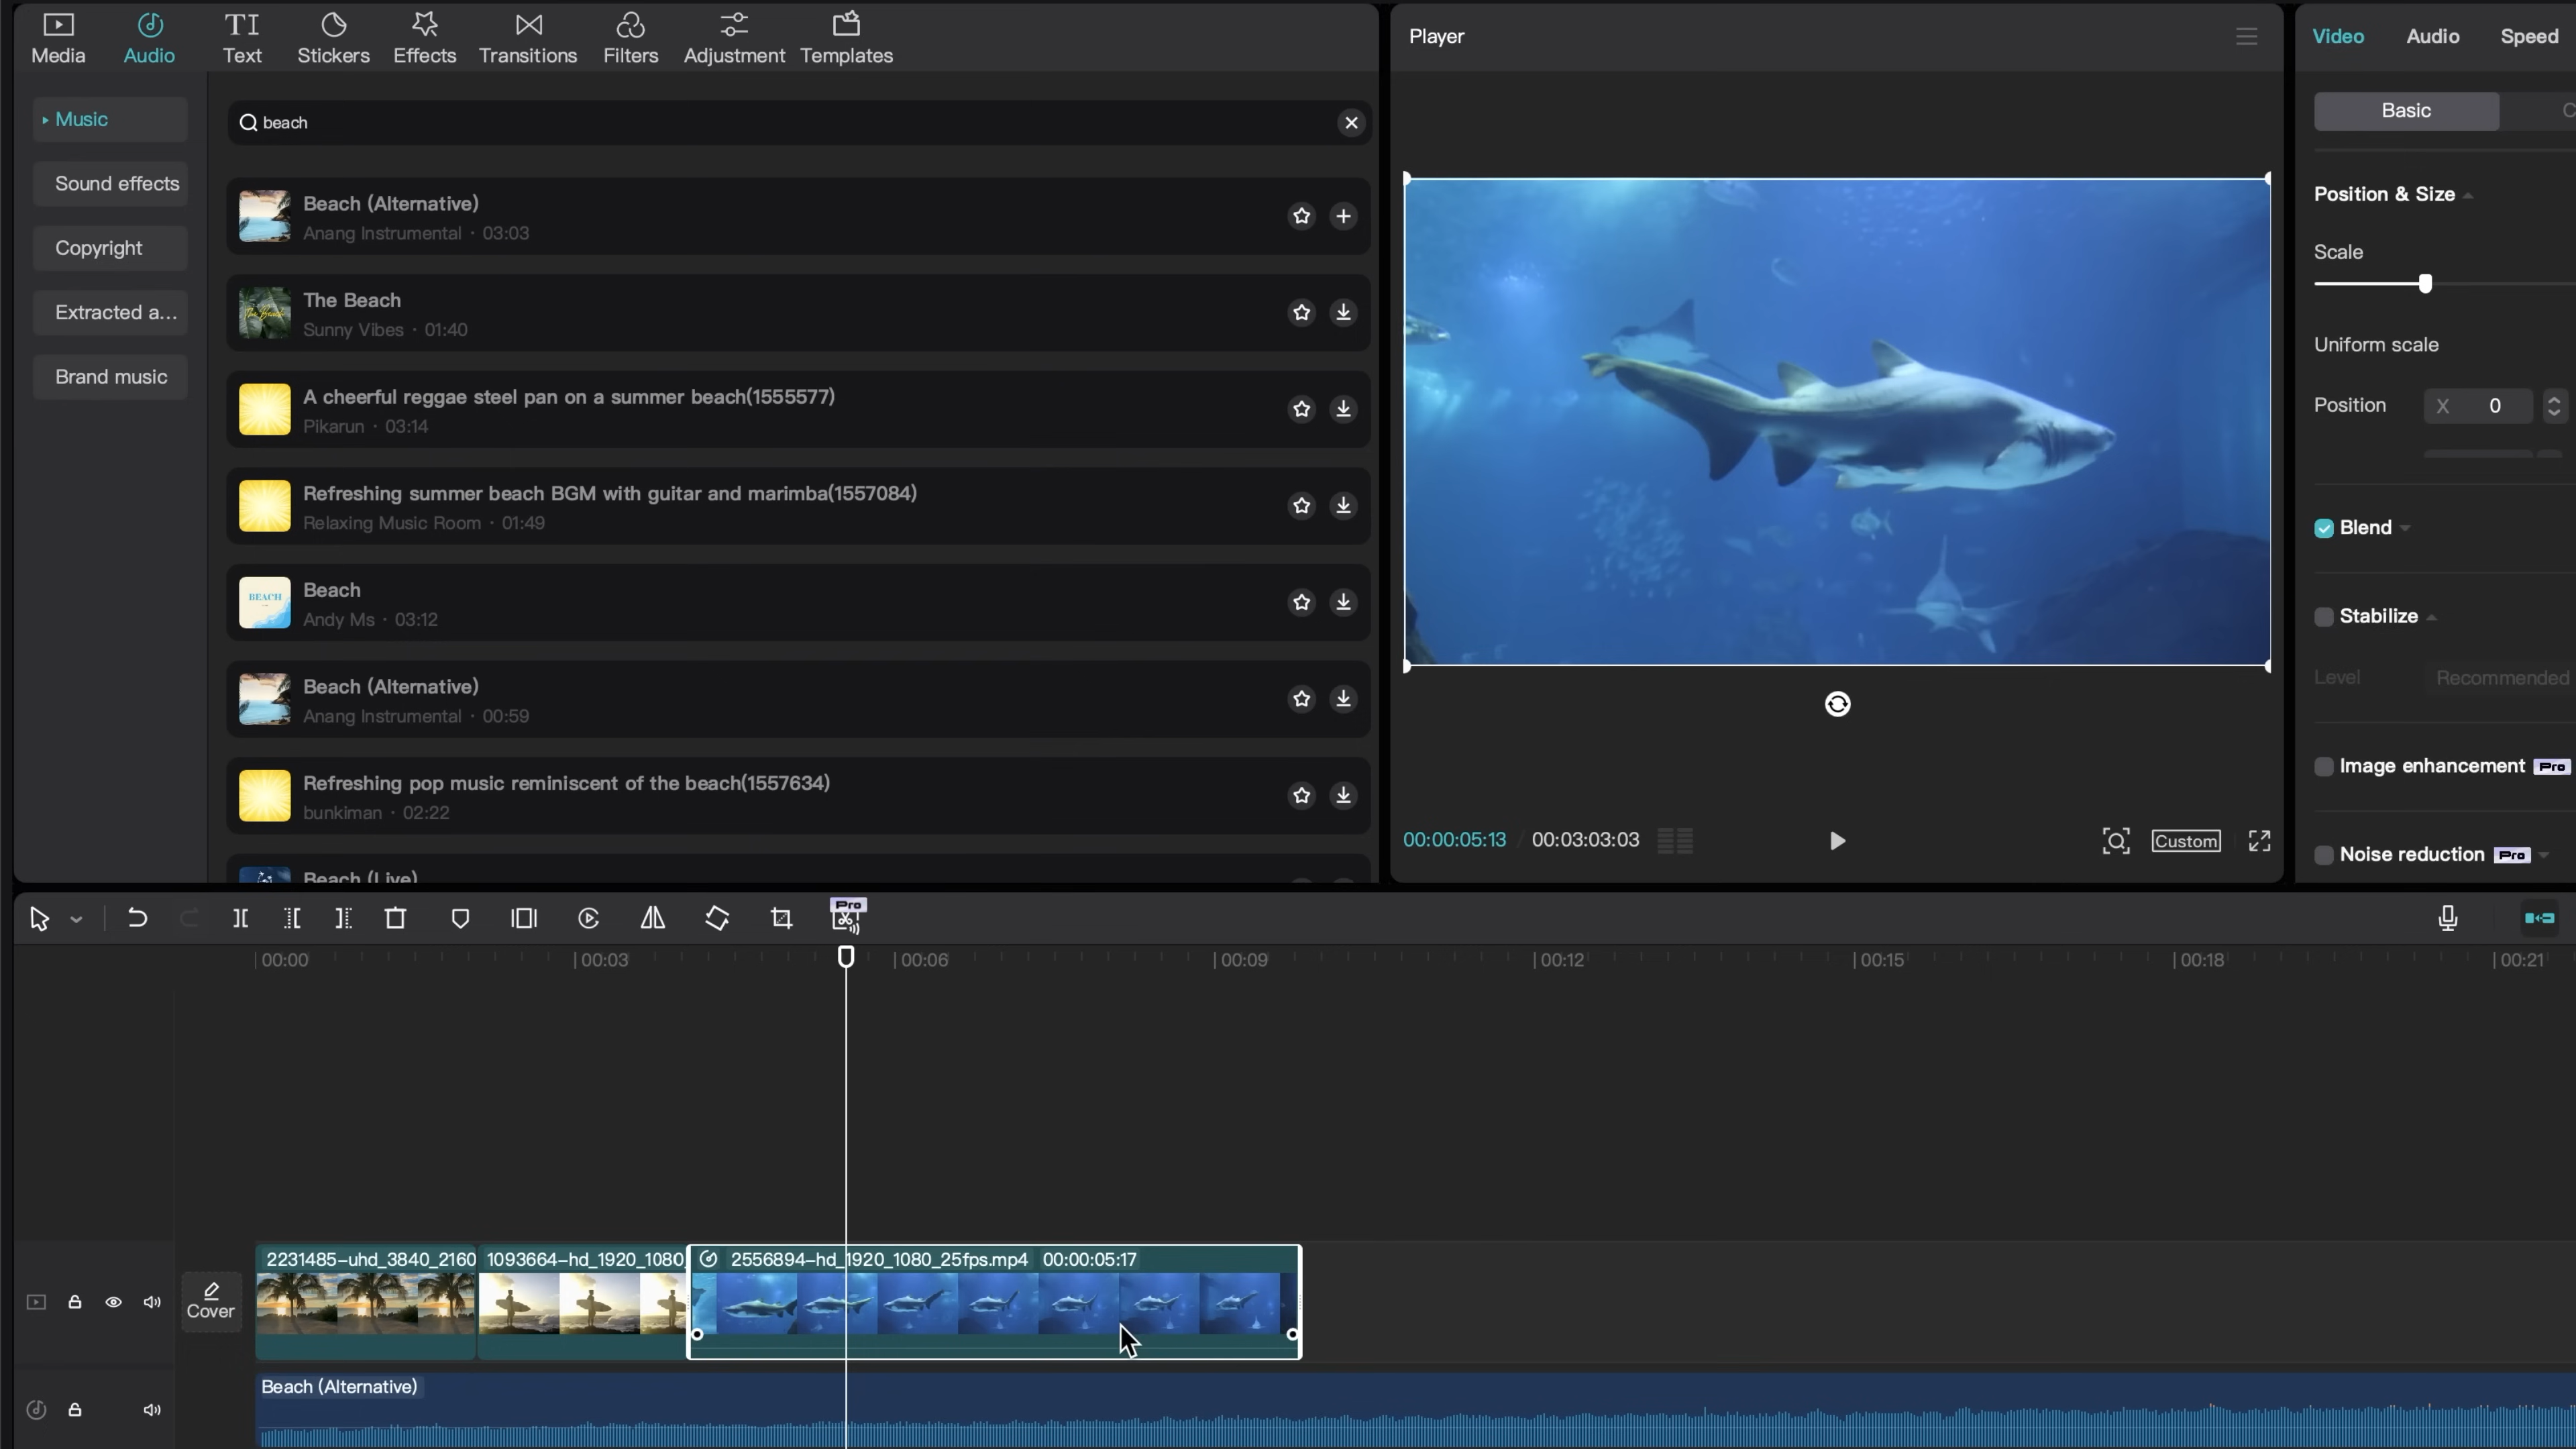 Media Audio Text Stickers Effects Transitions Filters Adjustment Templates
Music
Sound effects
Copyright
Extracted a...
Brand music
beach
Beach (Alternative)
Anang Instrumental · 03:03
The Beach
Sunny Vibes · 01:40
A cheerful reggae steel pan on a summer beach(1555577)
Pikarun · 03:14
Refreshing summer beach BGM with guitar and marimba(1557084)
Relaxing Music Room · 01:49
BEACH
Beach
Andy Ms · 03:12
Beach (Alternative)
Anang Instrumental · 00:59
Refreshing pop music reminiscent of the beach(1557634)
bunkiman · 02:22
Beach (Live)
Player
00:00:05:13 / 00:03:03:03
Custom
Video Audio Speed
Basic
Position & Size
Scale
Uniform scale
Position X 0
Blend
Stabilize
Level Recommended
Image enhancement Pro
Noise reduction Pro
Pro
00:00 00:03 00:06 00:09 00:12 00:15 00:18 00:21
Cover
2231485-uhd_3840_2160 1093664-hd_1920_1080 2556894-hd_1920_1080_25fps.mp4 00:00:05:17
Beach (Alternative)